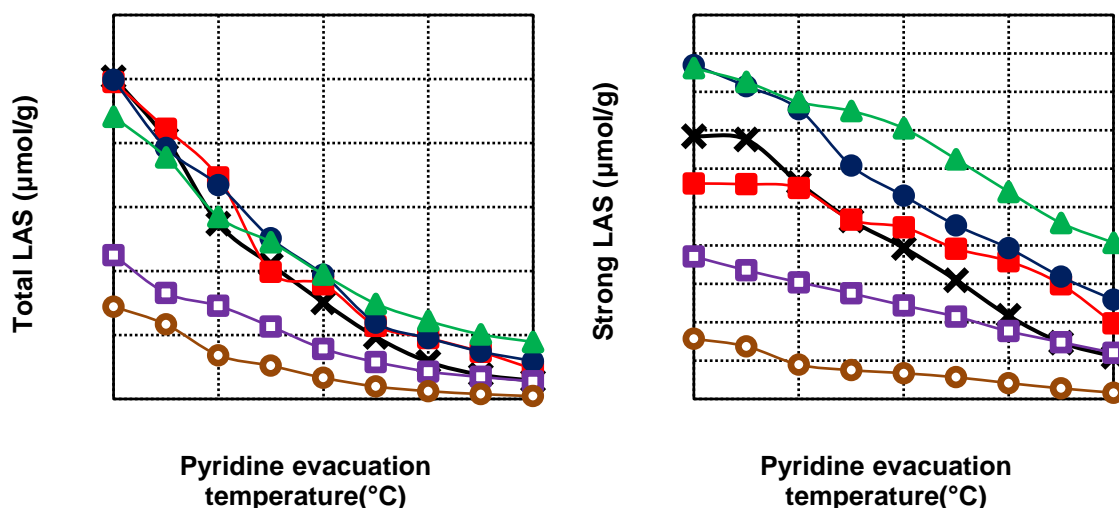 Total LAS (µmol/g)
Pyridine evacuation
temperature(°C)
Strong LAS (µmol/g)
Pyridine evacuation
temperature(°C)